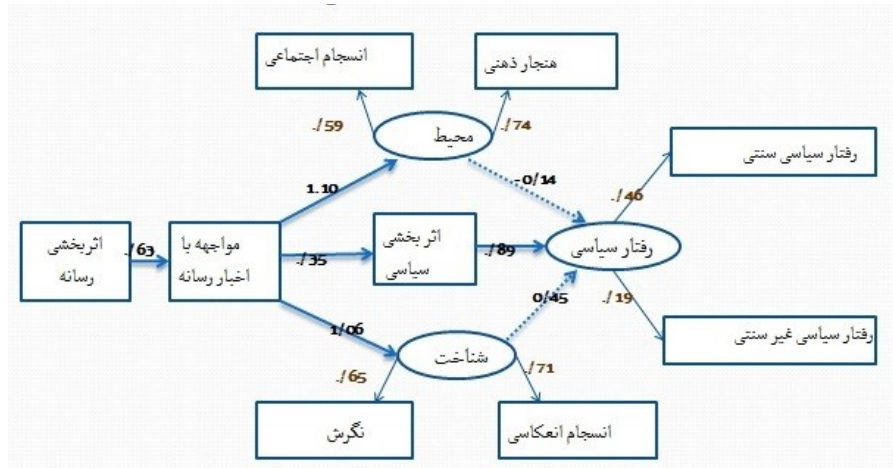 انسجام اجتماعی
هنجار ذهنی
./59
محیط
./74
رفتار سیاسی سنتی
1.10
-0/14
./46
اثربخشی
رسانه
./63
مواجهه با
اخبار رسانه
./35
اثر بخشی
سیاسی
./89
رفتار سیاسی
0/45
./19
1/06
رفتار سیاسی غیر سنتی
شناخت
./65
./71
نگرش
انسجام انعکاسی